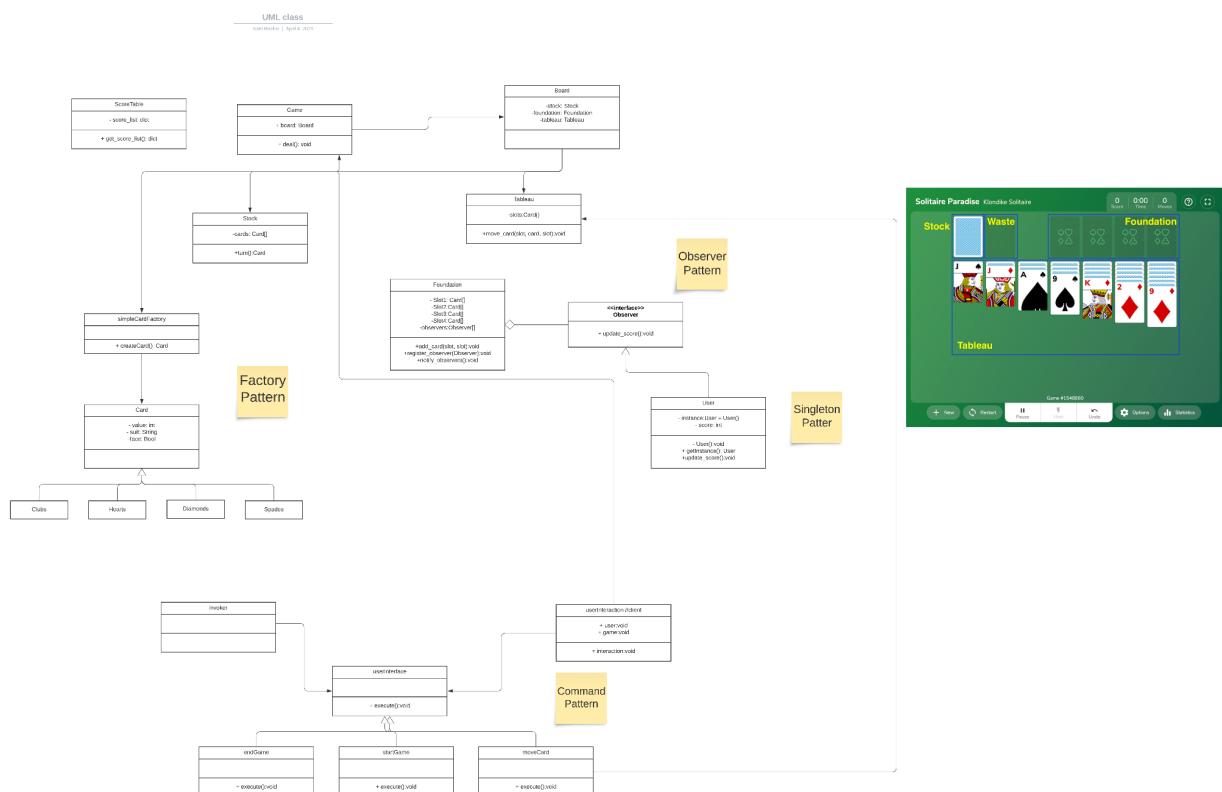 UML class
ScoreTable
- score_list: dict
+ get_score_list(): dict
Game
- board: Board
- deal(): void
Board
-stock: Stock
-foundation: Foundation
-tableau: Tableau
Stock
-cards: Card[]
+turn():Card
Tableau
-slots:Card[]
+move_card(slot, card, slot):void
Observer
Pattern
Foundation
- Slot1: Card[]
-Slot2:Card[]
-Slot3:Card[]
-Slot4:Card[]
-observers:Observer[]
+add_card(slot, slot):void
+register_observer(Observer):void
+notify_observers():void
<<interface>>
Observer
+ update_score():void
simpleCardFactory
+ createCard() Card
Factory
Pattern
Card
- value: int
- suit: String
-face: Bool
Clubs
Hearts
Diamonds
Spades
User
- instance:User = User()
- score: int
- User():void
+ getInstance(): User
+update_score():void
Singleton
Patter
Invoker
userInteraction //client
+ user:void
+ game:void
+ interaction:void
userInterface
+ execute():void
Command
Pattern
endGame
+ execute():void
startGame
+ execute():void
moveCard
+ execute():void
Solitaire Paradise Klondike Solitaire
0 0:00 0
Score Time Moves
Stock Waste Foundation
J J A 9 K 2 9
Tableau
Game #1548860
New Restart Pause Undo Options Statistics